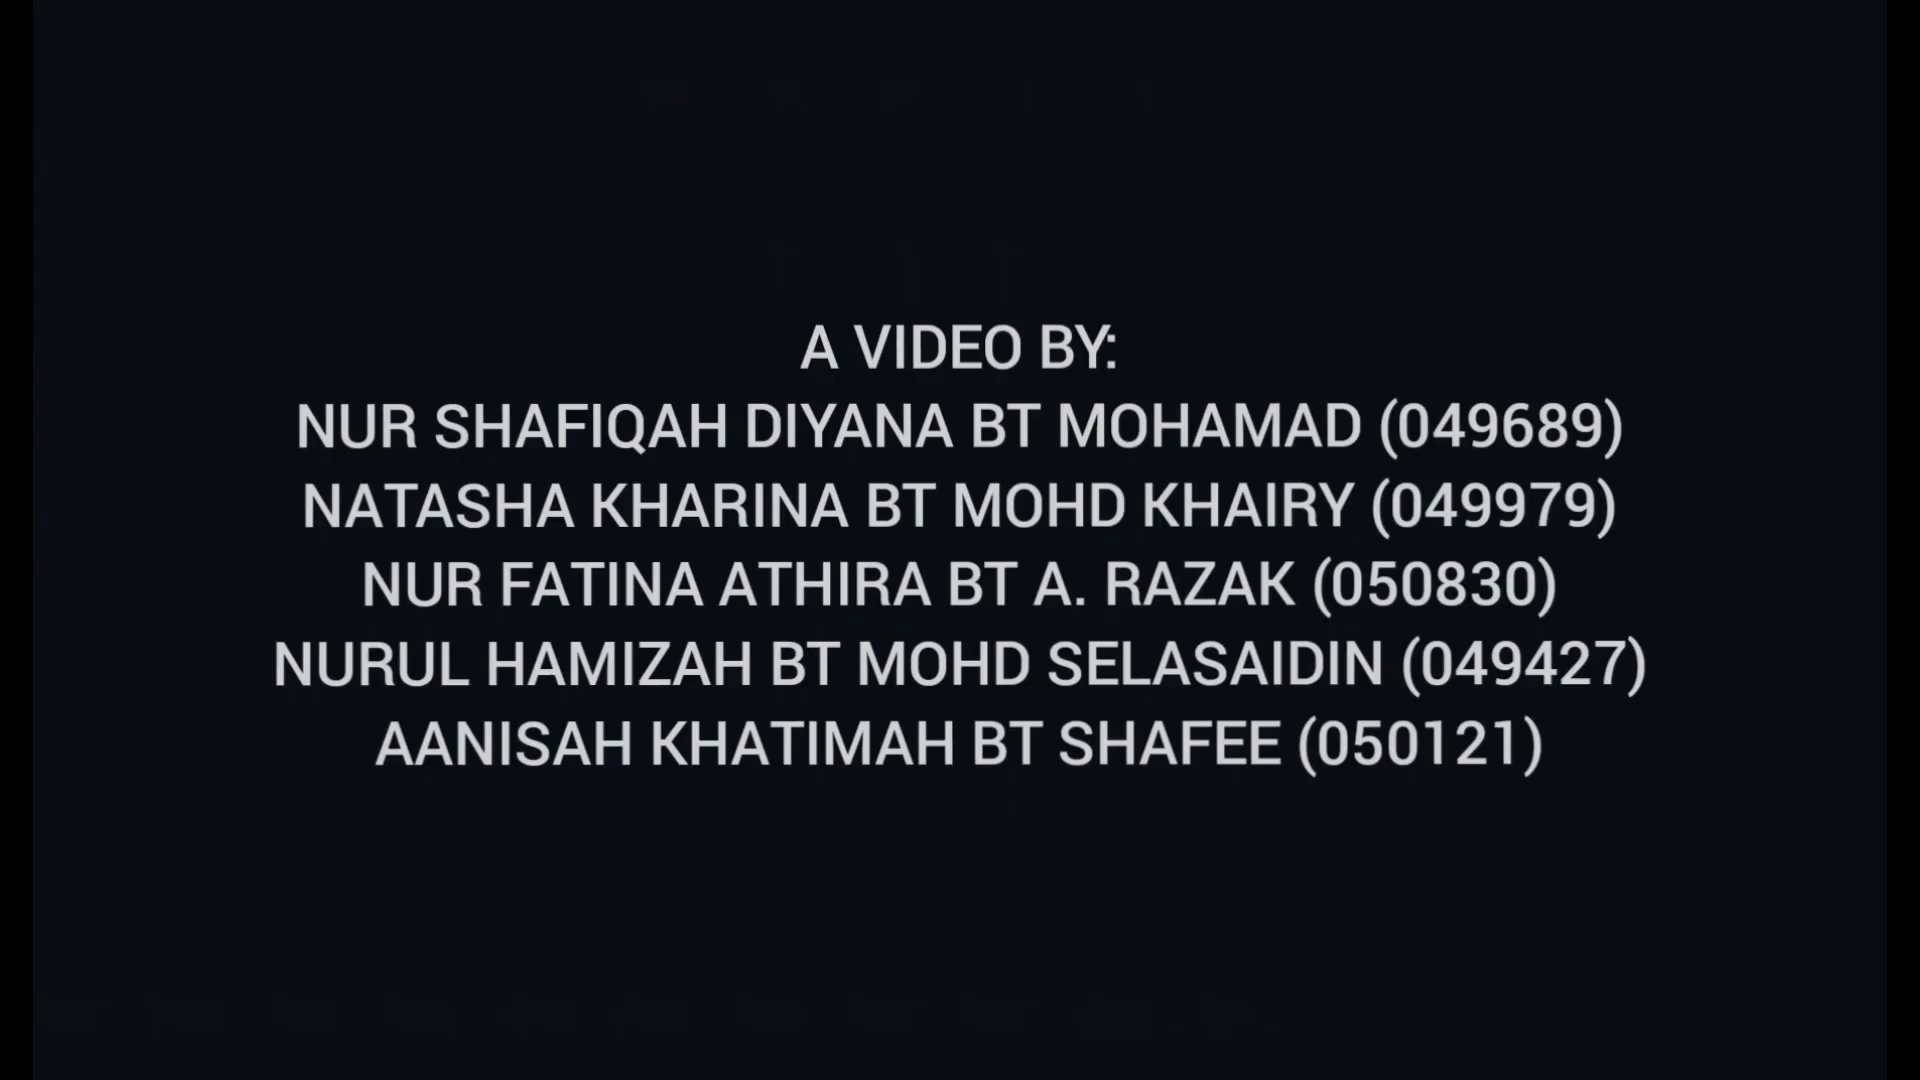 A VIDEO BY:
NUR SHAFIQAH DIYANA BT MOHAMAD (049689)
NATASHA KHARINA BT MOHD KHAIRY (049979)
NUR FATINA ATHIRA BT A. RAZAK (050830)
NURUL HAMIZAH BT MOHD SELASAIDIN (049427)
AANISAH KHATIMAH BT SHAFEE (050121)